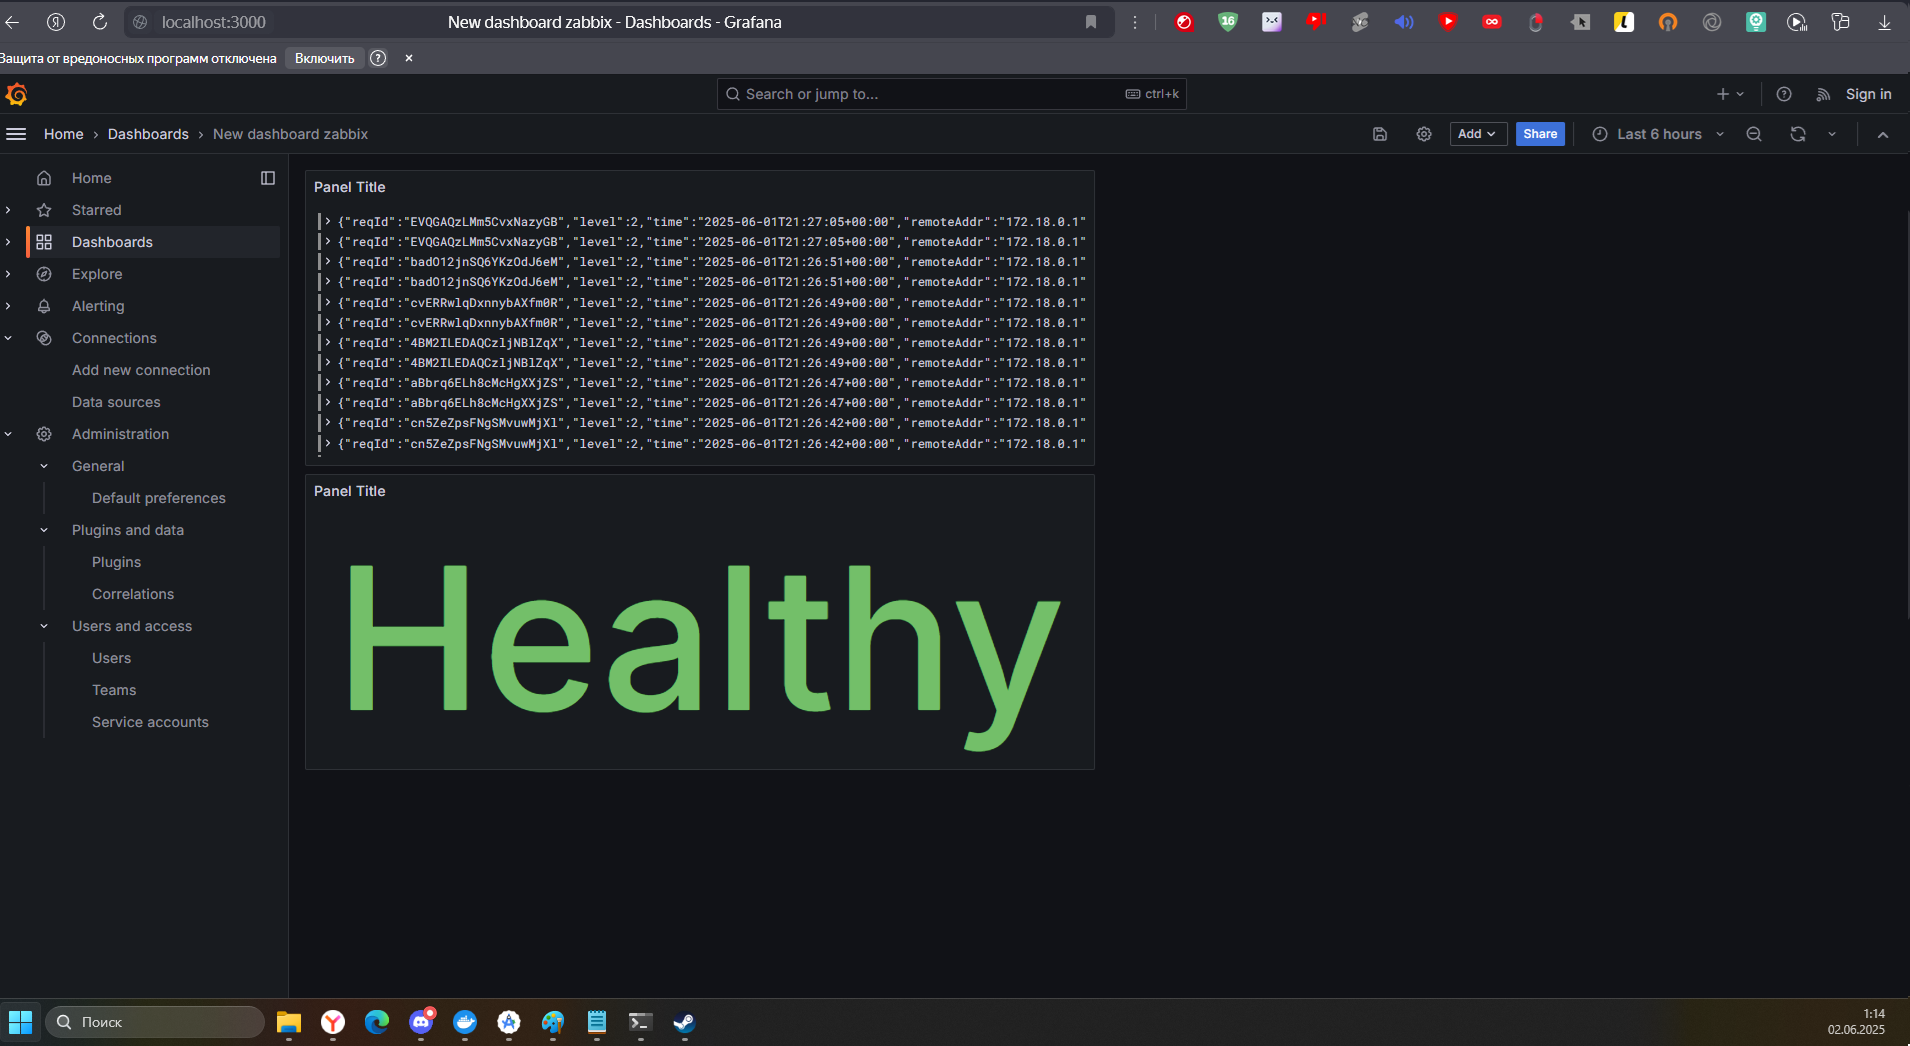 localhost:3000
New dashboard zabbix - Dashboards - Grafana
16
Защита от вредоносных программ отключена
Включить
Search or jump to...
ctrl+k
Sign in
Home › Dashboards › New dashboard zabbix
Add
Share
Last 6 hours
Home
Starred
Dashboards
Explore
Alerting
Connections
Add new connection
Data sources
Administration
General
Default preferences
Plugins and data
Plugins
Correlations
Users and access
Users
Teams
Service accounts
Panel Title
{"reqId":"EVQGAQzLMm5CvxNazyGB","level":2,"time":"2025-06-01T21:27:05+00:00","remoteAddr":"172.18.0.1"
{"reqId":"EVQGAQzLMm5CvxNazyGB","level":2,"time":"2025-06-01T21:27:05+00:00","remoteAddr":"172.18.0.1"
{"reqId":"badO12jnSQ6YKzOdJ6eM","level":2,"time":"2025-06-01T21:26:51+00:00","remoteAddr":"172.18.0.1"
{"reqId":"badO12jnSQ6YKzOdJ6eM","level":2,"time":"2025-06-01T21:26:51+00:00","remoteAddr":"172.18.0.1"
{"reqId":"cvERRwlqDxnnybAXfm0R","level":2,"time":"2025-06-01T21:26:49+00:00","remoteAddr":"172.18.0.1"
{"reqId":"cvERRwlqDxnnybAXfm0R","level":2,"time":"2025-06-01T21:26:49+00:00","remoteAddr":"172.18.0.1"
{"reqId":"4BM2ILEDAQCzljNBlZqX","level":2,"time":"2025-06-01T21:26:49+00:00","remoteAddr":"172.18.0.1"
{"reqId":"4BM2ILEDAQCzljNBlZqX","level":2,"time":"2025-06-01T21:26:49+00:00","remoteAddr":"172.18.0.1"
{"reqId":"aBbrq6ELh8cMcHgXXjZS","level":2,"time":"2025-06-01T21:26:47+00:00","remoteAddr":"172.18.0.1"
{"reqId":"aBbrq6ELh8cMcHgXXjZS","level":2,"time":"2025-06-01T21:26:47+00:00","remoteAddr":"172.18.0.1"
{"reqId":"cn5ZeZpsFNgSMvuwMjXl","level":2,"time":"2025-06-01T21:26:42+00:00","remoteAddr":"172.18.0.1"
{"reqId":"cn5ZeZpsFNgSMvuwMjXl","level":2,"time":"2025-06-01T21:26:42+00:00","remoteAddr":"172.18.0.1"
Panel Title
Healthy
Поиск
1:14
02.06.2025